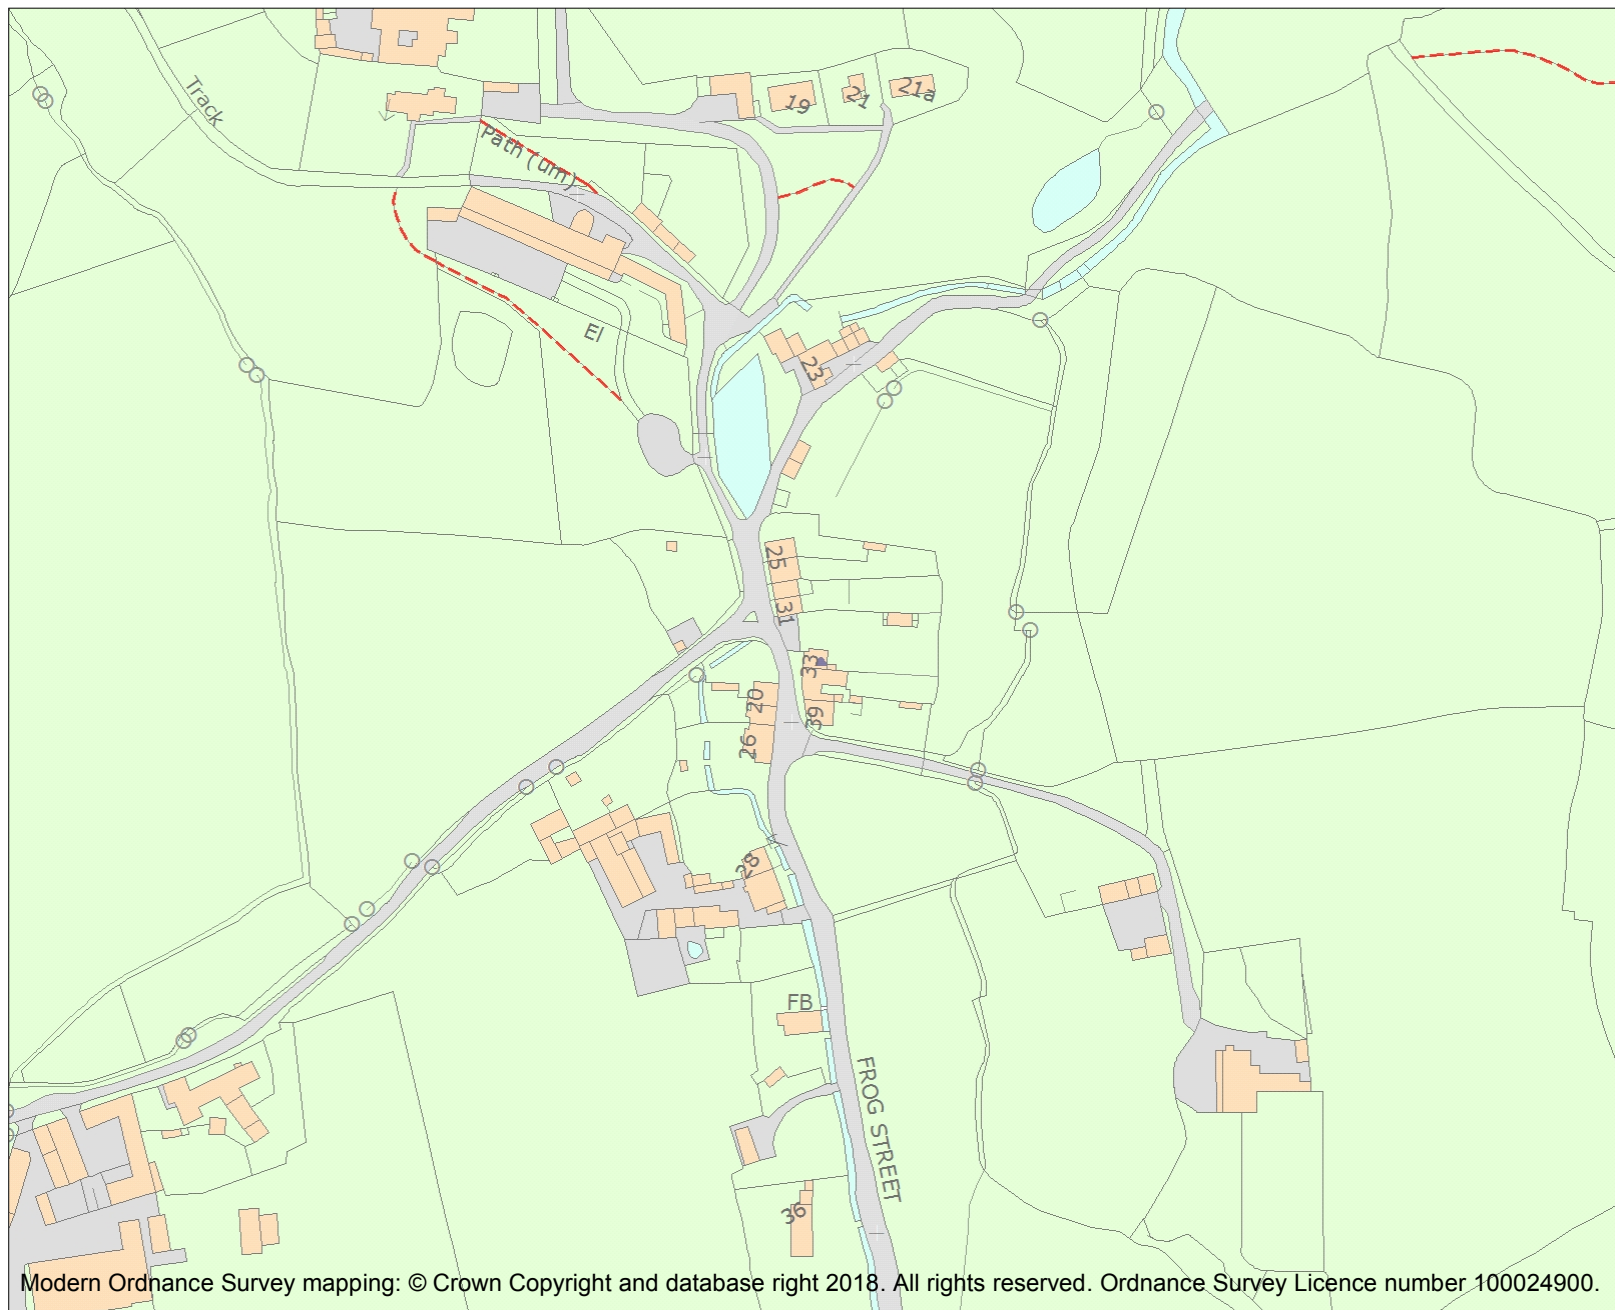 Track
Path (um)
19
21
21a
El
23
25
31
33
20
39
26
28
FB
FROG STREET
36
Modern Ordnance Survey mapping: © Crown Copyright and database right 2018. All rights reserved. Ordnance Survey Licence number 100024900.